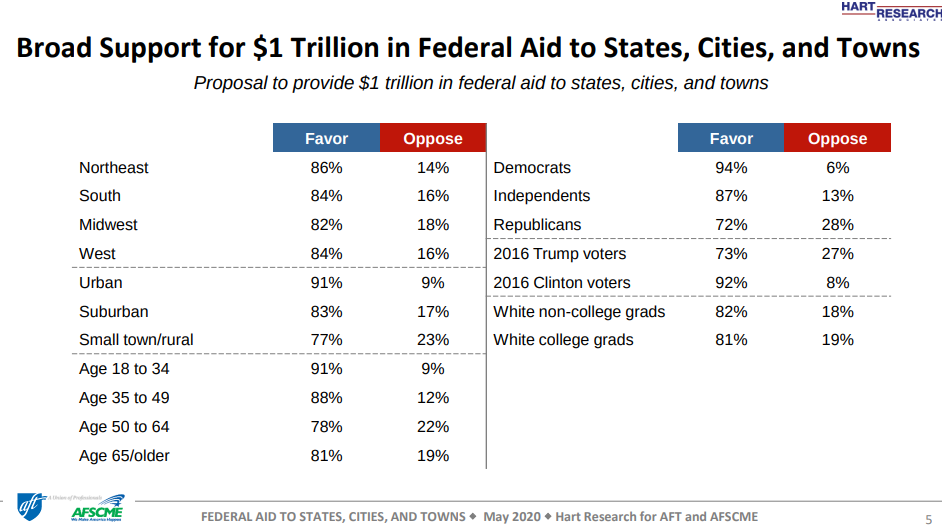 HART RESEARCH
ASSOCIATES
Broad Support for $1 Trillion in Federal Aid to States, Cities, and Towns
Proposal to provide $1 trillion in federal aid to states, cities, and towns
Favor Oppose
Northeast 86% 14%
South 84% 16%
Midwest 82% 18%
West 84% 16%
Urban 91% 9%
Suburban 83% 17%
Small town/rural 77% 23%
Age 18 to 34 91% 9%
Age 35 to 49 88% 12%
Age 50 to 64 78% 22%
Age 65/older 81% 19%
Favor Oppose
Democrats 94% 6%
Independents 87% 13%
Republicans 72% 28%
2016 Trump voters 73% 27%
2016 Clinton voters 92% 8%
White non-college grads 82% 18%
White college grads 81% 19%
aft A Union of Professionals
AFSCME
We Make America Happen
FEDERAL AID TO STATES, CITIES, AND TOWNS ◆ May 2020 ◆ Hart Research for AFT and AFSCME
5